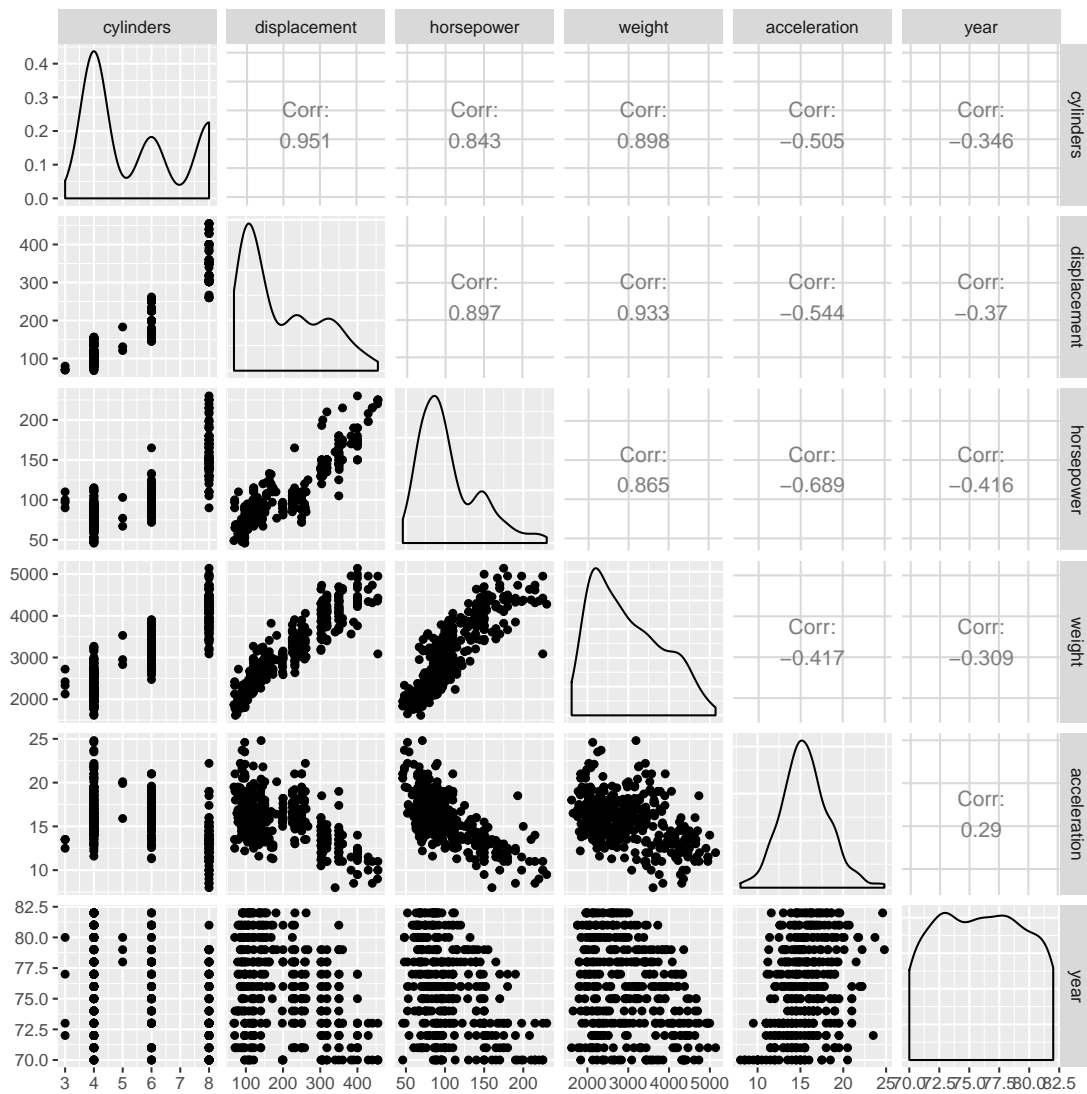 cylinders displacement horsepower weight acceleration year
0.4
0.3
0.2
0.1
0.0
Corr: Corr: Corr: Corr: Corr:
0.951 0.843 0.898 −0.505 −0.346
cylinders
400
300
200
100
Corr: Corr: Corr: Corr:
0.897 0.933 −0.544 −0.37
displacement
200
150
100
50
Corr: Corr: Corr:
0.865 −0.689 −0.416
horsepower
5000
4000
3000
2000
Corr: Corr:
−0.417 −0.309
weight
25
20
15
10
Corr:
0.29
acceleration
82.5
80.0
77.5
75.0
72.5
70.0
year
3 4 5 6 7 8 100 200 300 400 50 100 150 200 2000 3000 4000 5000 10 15 20 25 70.0 72.5 75.0 77.5 80.0 82.5